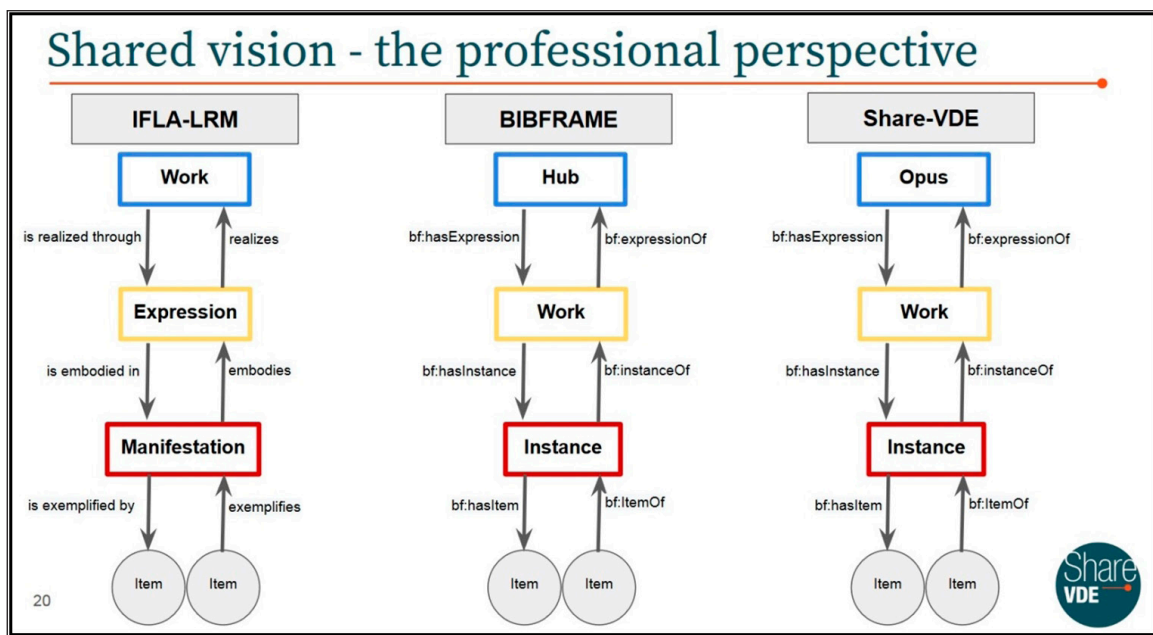 Shared vision - the professional perspective
IFLA-LRM
Work
is realized through
realizes
Expression
is embodied in
embodies
Manifestation
is exemplified by
exemplifies
Item
Item
BIBFRAME
Hub
bf:hasExpression
bf:expressionOf
Work
bf:hasInstance
bf:instanceOf
Instance
bf:hasItem
bf:ItemOf
Item
Item
Share-VDE
Opus
bf:hasExpression
bf:expressionOf
Work
bf:hasInstance
bf:instanceOf
Instance
bf:hasItem
bf:ItemOf
Item
Item
20
Share
VDE